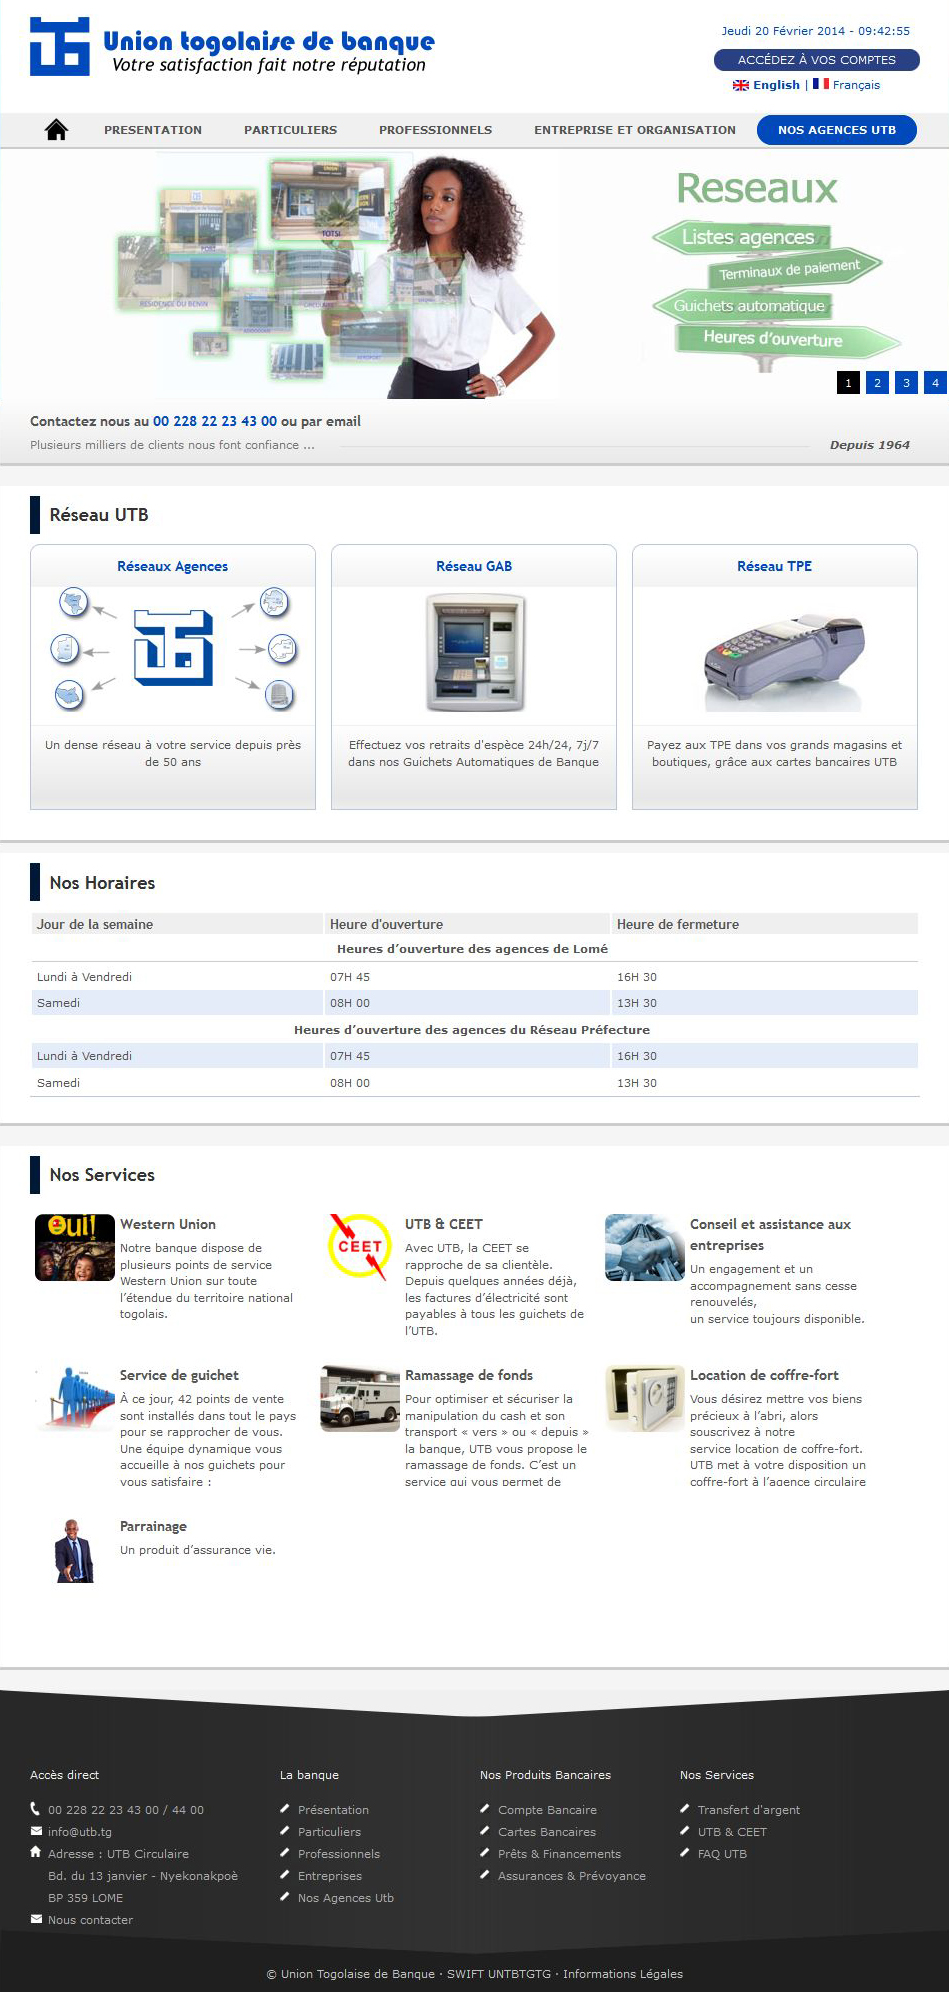 Union togolaise de banque
Votre satisfaction fait notre réputation
Jeudi 20 Février 2014 - 09:42:55
ACCÉDEZ À VOS COMPTES
English | Français
PRESENTATION PARTICULIERS PROFESSIONNELS ENTREPRISE ET ORGANISATION NOS AGENCES UTB
Reseaux
Listes agences
Terminaux de paiement
Guichets automatique
Heures d'ouverture
TOTSI
PORT
RESIDENCE DU BENIN
1 2 3 4
Contactez nous au 00 228 22 23 43 00 ou par email
Plusieurs milliers de clients nous font confiance ...
Depuis 1964
Réseau UTB
Réseaux Agences
Un dense réseau à votre service depuis près
de 50 ans
Réseau GAB
Effectuez vos retraits d'espèce 24h/24, 7j/7
dans nos Guichets Automatiques de Banque
Réseau TPE
Payez aux TPE dans vos grands magasins et
boutiques, grâce aux cartes bancaires UTB
Nos Horaires
Jour de la semaine Heure d'ouverture Heure de fermeture
Heures d’ouverture des agences de Lomé
Lundi à Vendredi 07H 45 16H 30
Samedi 08H 00 13H 30
Heures d’ouverture des agences du Réseau Préfecture
Lundi à Vendredi 07H 45 16H 30
Samedi 08H 00 13H 30
Nos Services
Oui!
Western Union
Notre banque dispose de
plusieurs points de service
Western Union sur toute
l’étendue du territoire national
togolais.
CEET
UTB & CEET
Avec UTB, la CEET se
rapproche de sa clientèle.
Depuis quelques années déjà,
les factures d’électricité sont
payables à tous les guichets de
l’UTB.
Conseil et assistance aux
entreprises
Un engagement et un
accompagnement sans cesse
renouvelés,
un service toujours disponible.
Service de guichet
À ce jour, 42 points de vente
sont installés dans tout le pays
pour se rapprocher de vous.
Une équipe dynamique vous
accueille à nos guichets pour
vous satisfaire :
Ramassage de fonds
Pour optimiser et sécuriser la
manipulation du cash et son
transport « vers » ou « depuis »
la banque, UTB vous propose le
ramassage de fonds. C’est un
service qui vous permet de
Location de coffre-fort
Vous désirez mettre vos biens
précieux à l’abri, alors
souscrivez à notre
service location de coffre-fort.
UTB met à votre disposition un
coffre-fort à l’agence circulaire
Parrainage
Un produit d’assurance vie.
Accès direct
00 228 22 23 43 00 / 44 00
info@utb.tg
Adresse : UTB Circulaire
Bd. du 13 janvier - Nyekonakpoè
BP 359 LOME
Nous contacter
La banque
Présentation
Particuliers
Professionnels
Entreprises
Nos Agences Utb
Nos Produits Bancaires
Compte Bancaire
Cartes Bancaires
Prêts & Financements
Assurances & Prévoyance
Nos Services
Transfert d'argent
UTB & CEET
FAQ UTB
© Union Togolaise de Banque · SWIFT UNTBTGTG · Informations Légales